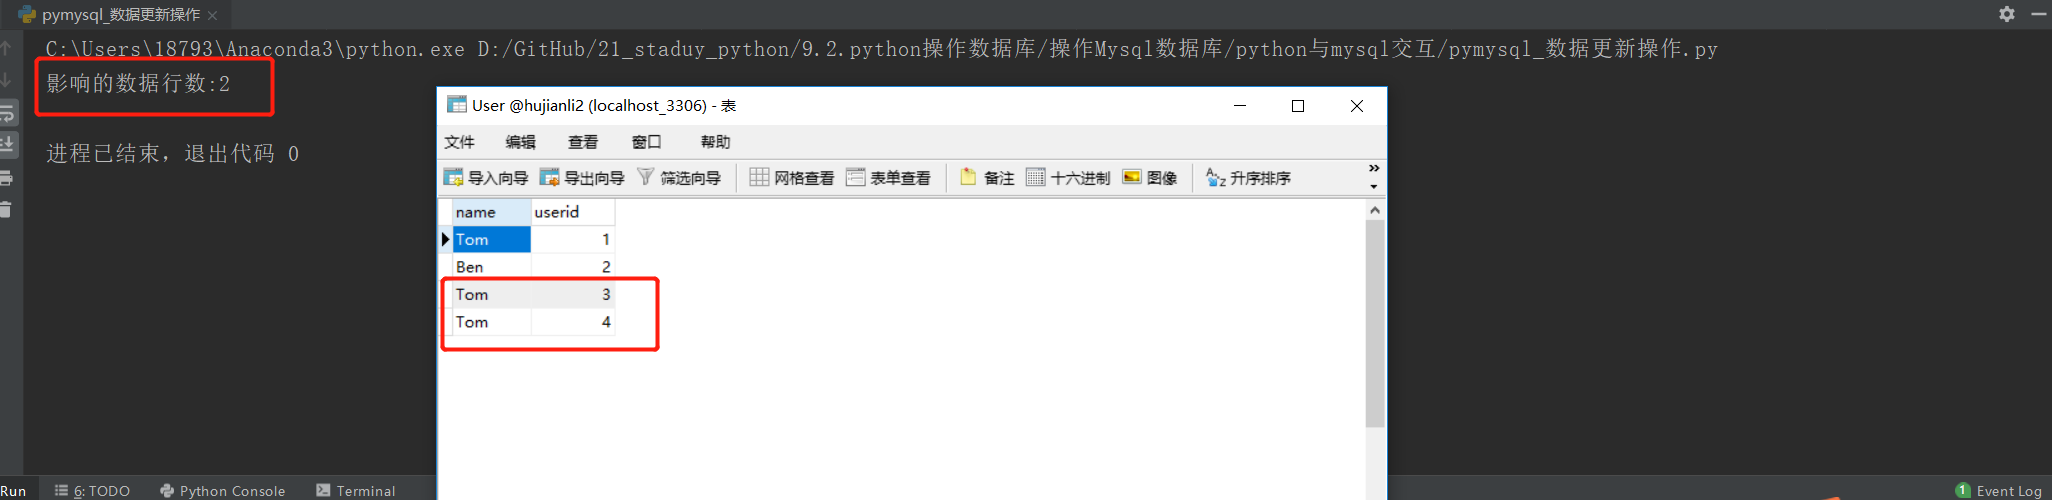 pymysql_数据更新操作
C:\Users\18793\Anaconda3\python.exe D:/GitHub/21_staduy_python/9.2.python操作数据库/操作Mysql数据库/python与mysql交互/pymysql_数据更新操作.py
影响的数据行数:2
进程已结束，退出代码 0
User @hujianli2 (localhost_3306) - 表
文件 编辑 查看 窗口 帮助
导入向导 导出向导 筛选向导 网格查看 表单查看 备注 十六进制 图像 升序排序
name userid
Tom 1
Ben 2
Tom 3
Tom 4
Run 6: TODO Python Console Terminal 1 Event Log